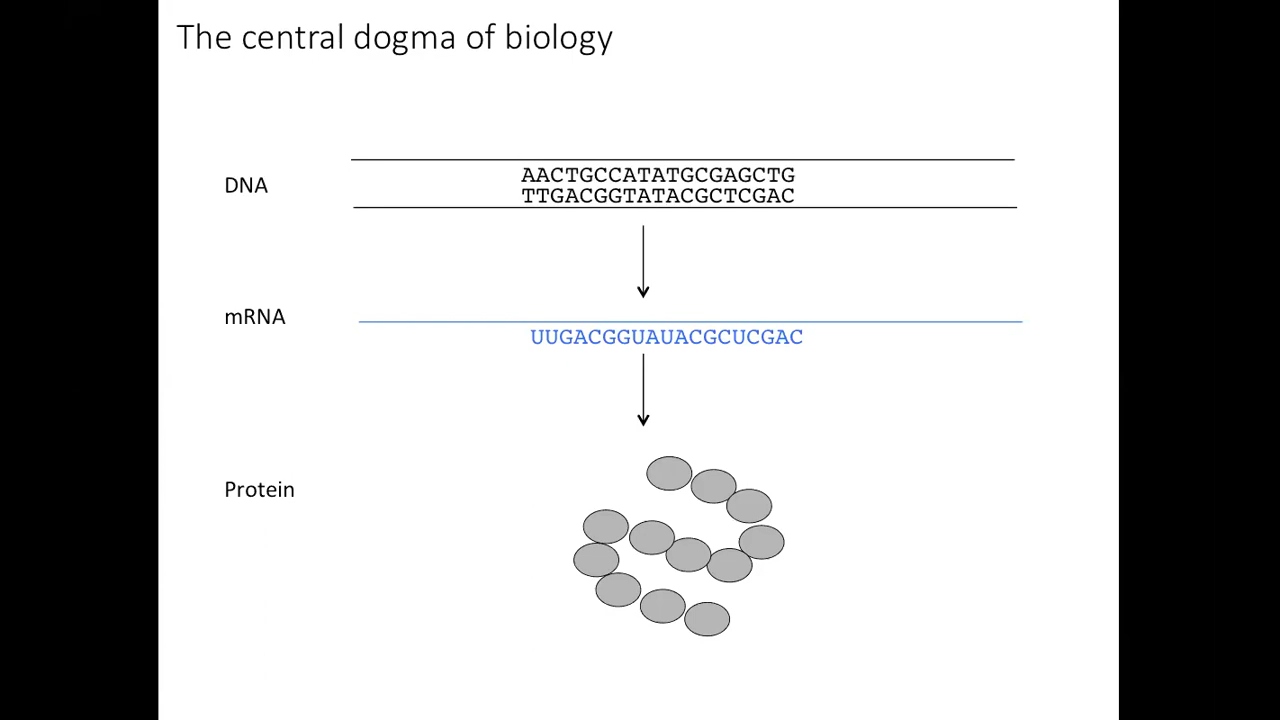 The central dogma of biology
DNA
AACTGCCATATGCGAGCTG
TTGACGGTATACGCTCGAC
mRNA
UUGACGGUAUACGCUCGAC
Protein